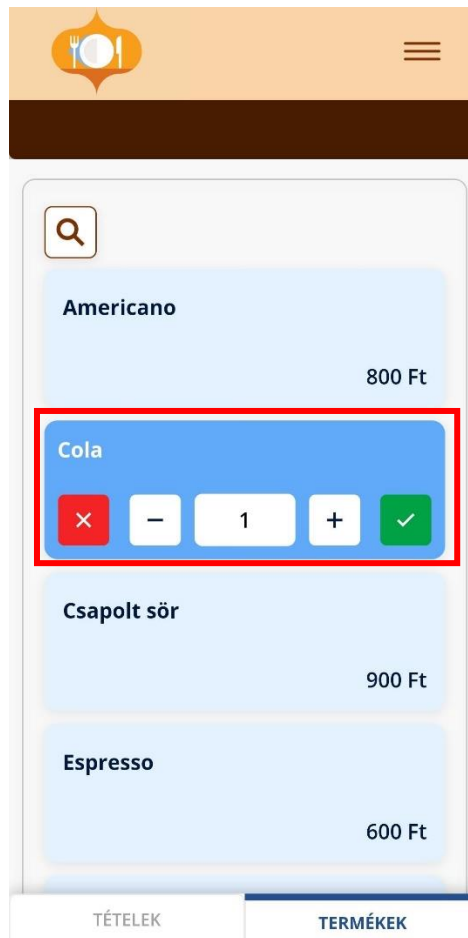 Americano
800 Ft
Cola
1
Csapolt sör
900 Ft
Espresso
600 Ft
TÉTELEK
TERMÉKEK